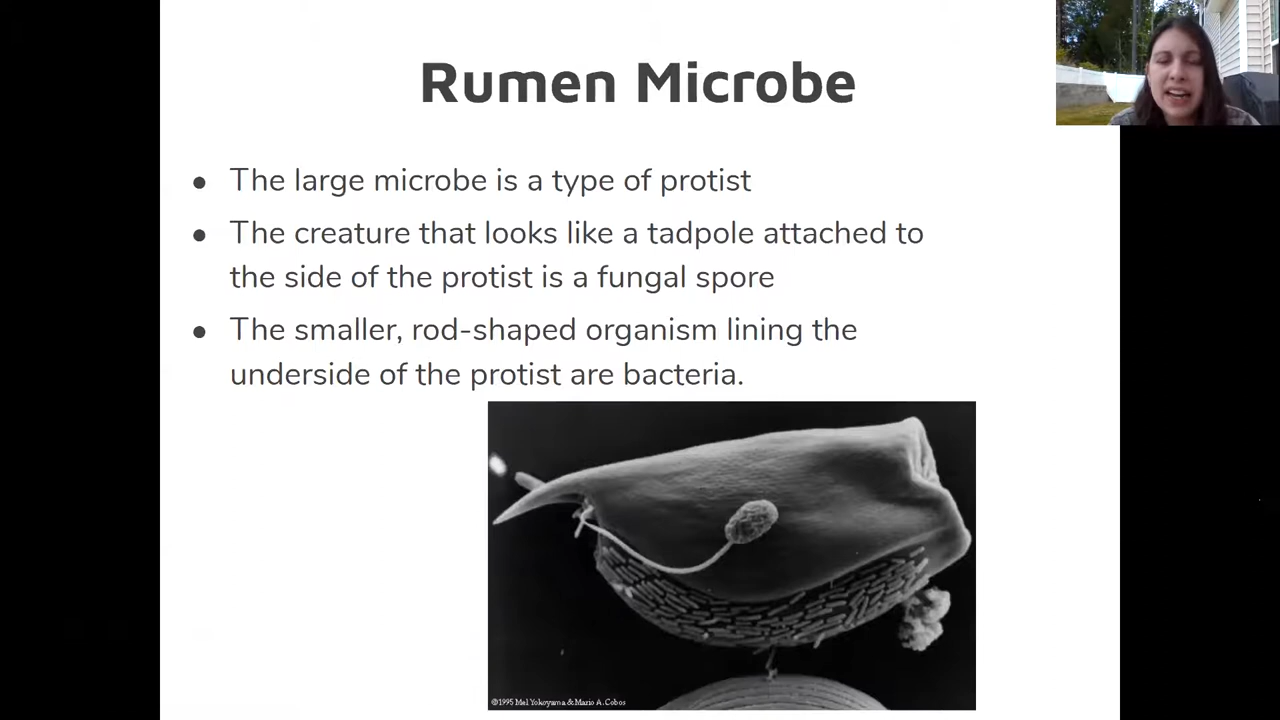 Rumen Microbe
● The large microbe is a type of protist
● The creature that looks like a tadpole attached to
the side of the protist is a fungal spore
● The smaller, rod-shaped organism lining the
underside of the protist are bacteria.
©1995 Mel Yokoyama & Mario A. Cobos